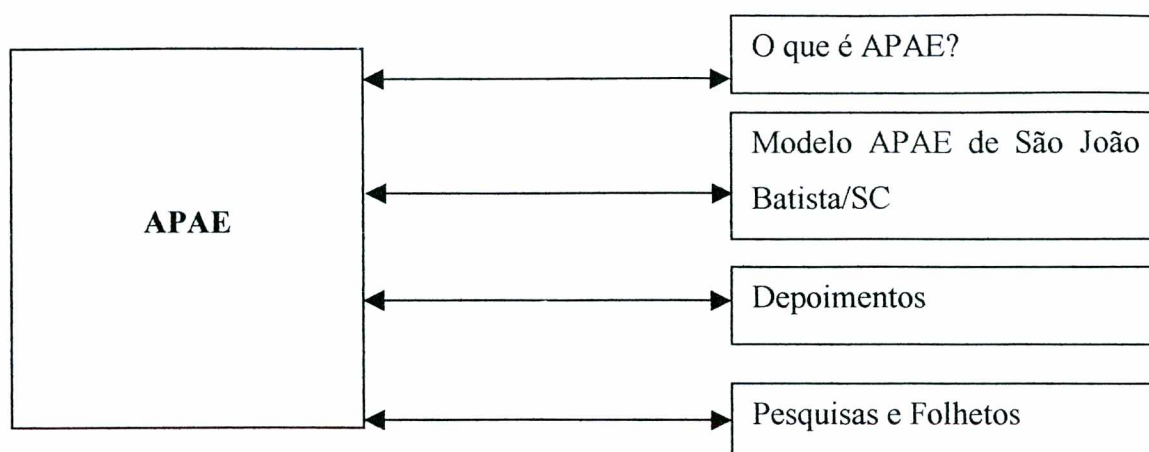 O que é APAE?
Modelo APAE de São João
Batista/SC
APAE
Depoimentos
Pesquisas e Folhetos